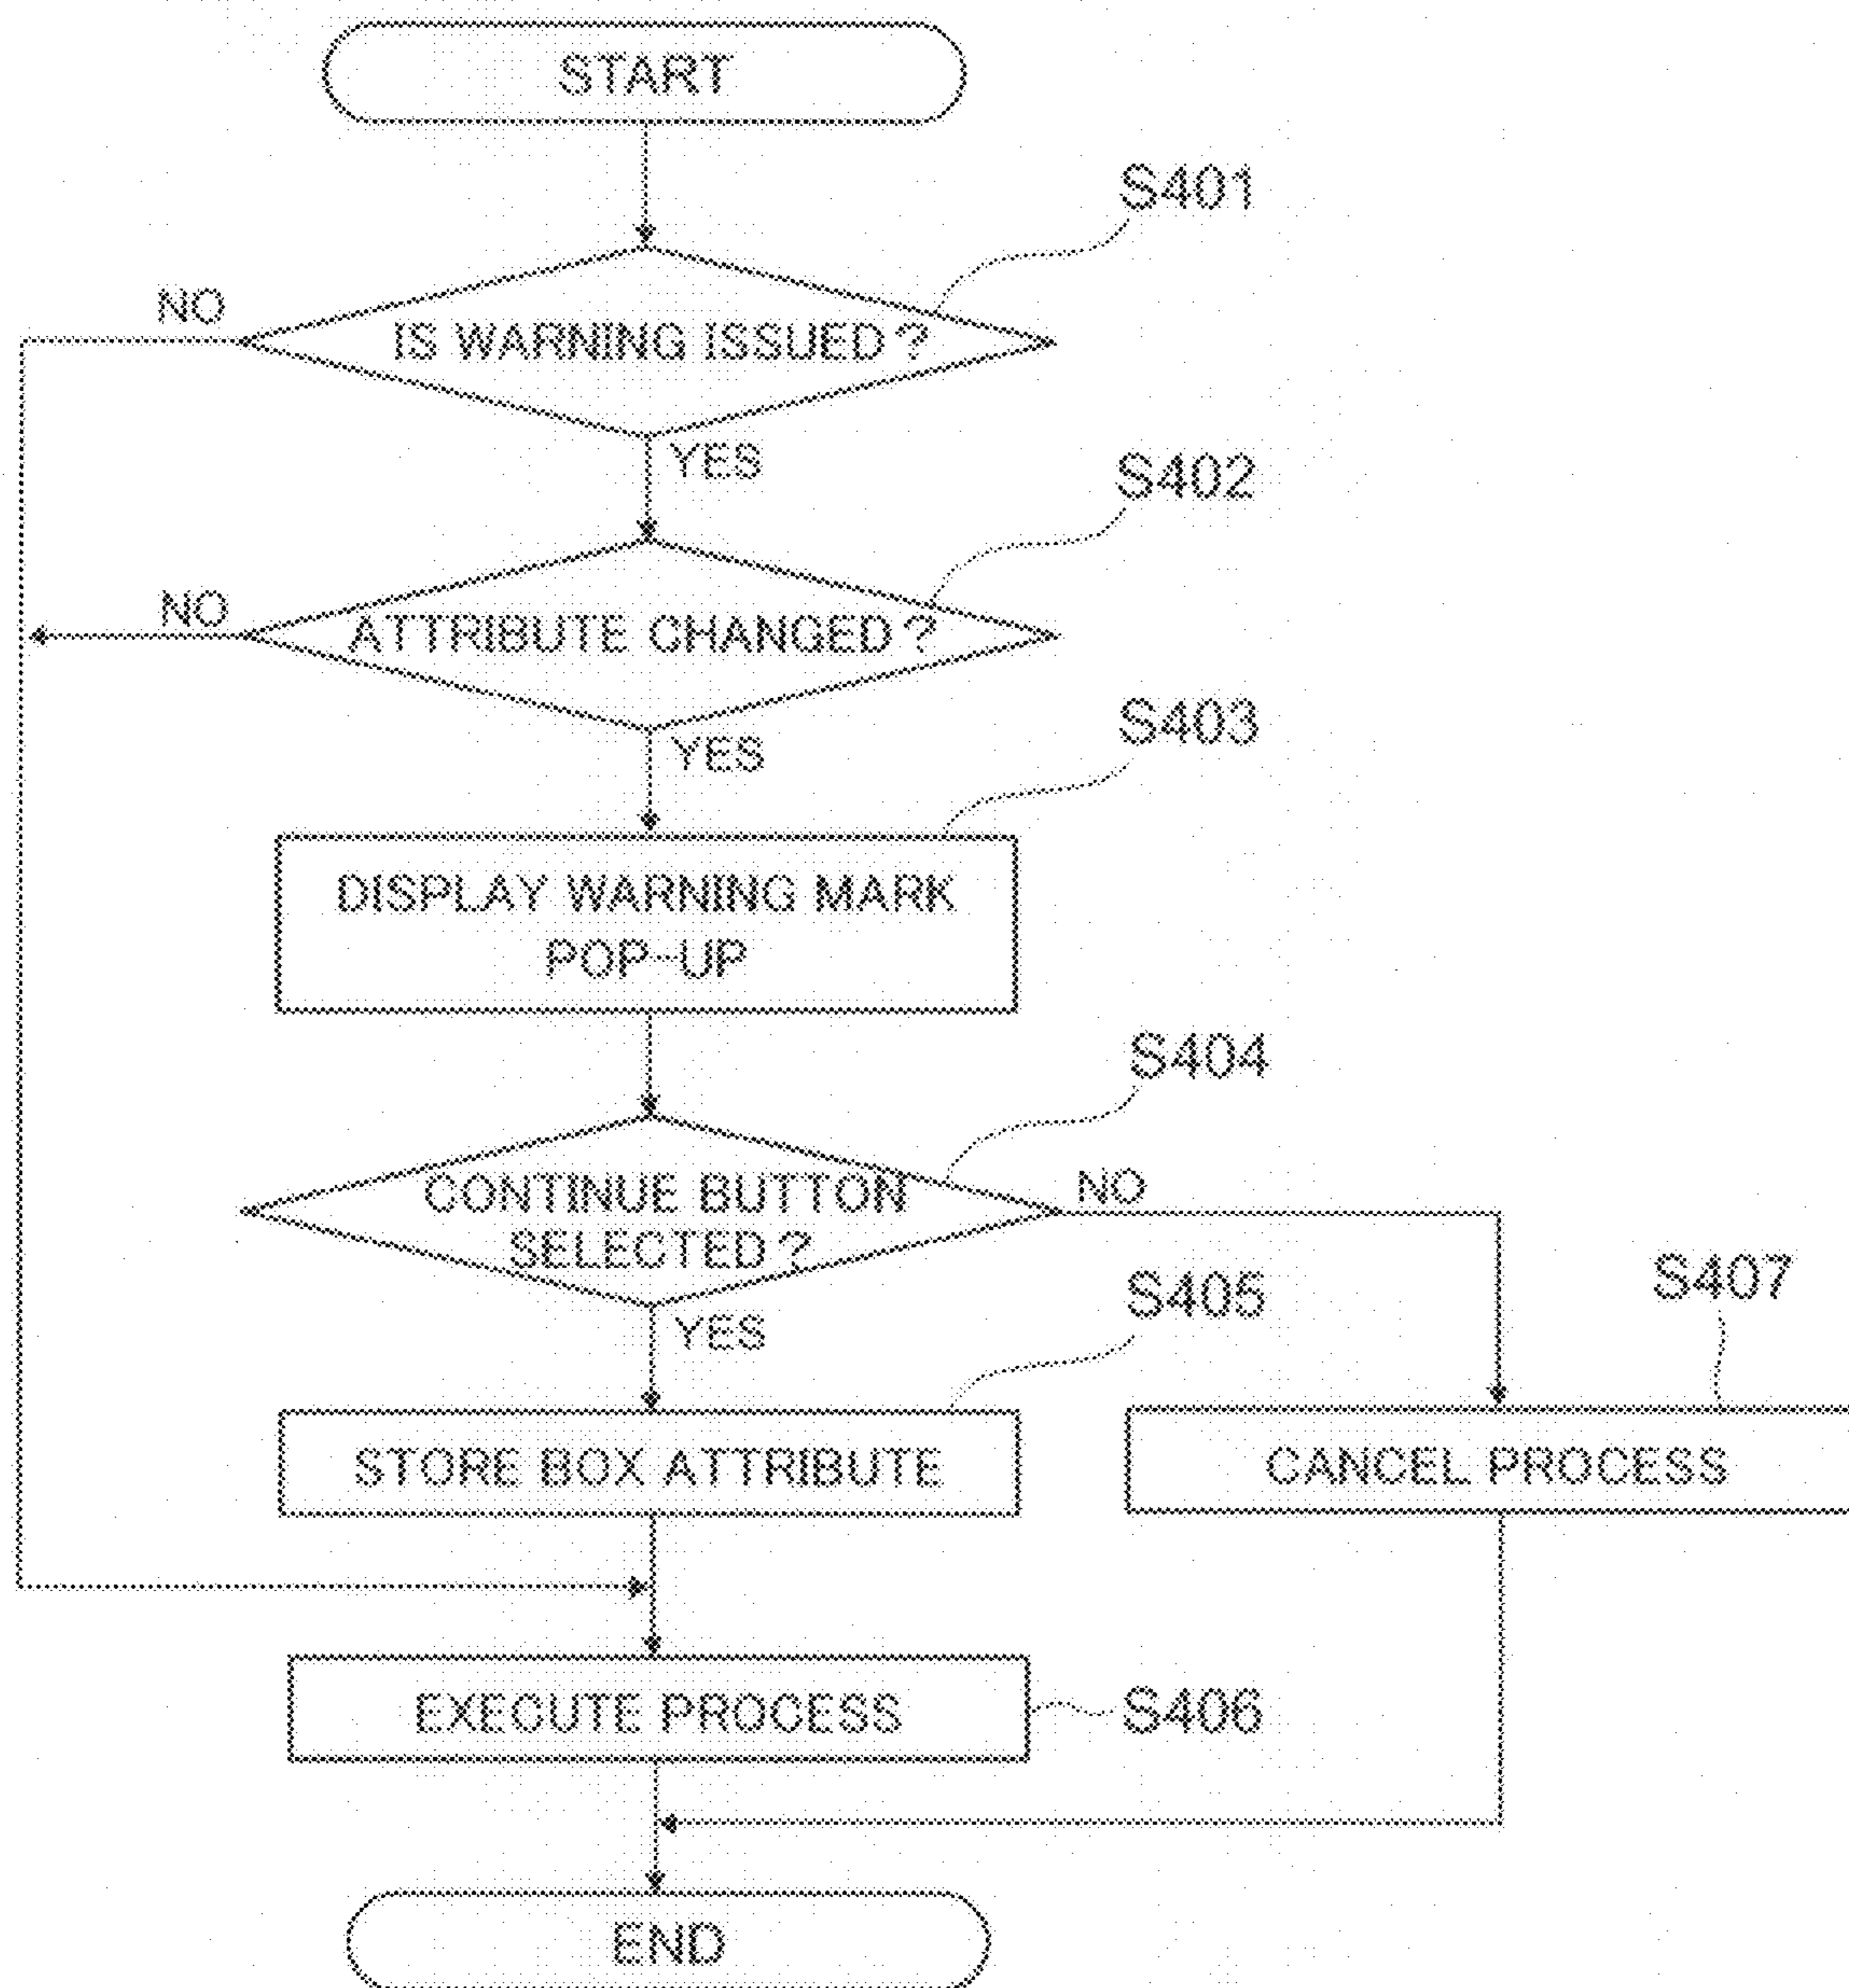 START
S401
NO
IS WARNING ISSUED ?
YES
S402
NO
ATTRIBUTE CHANGED ?
S403
YES
DISPLAY WARNING MARK
POP-UP
S404
CONTINUE BUTTON
SELECTED ?
NO
S405
S407
YES
STORE BOX ATTRIBUTE
CANCEL PROCESS
EXECUTE PROCESS
S406
END